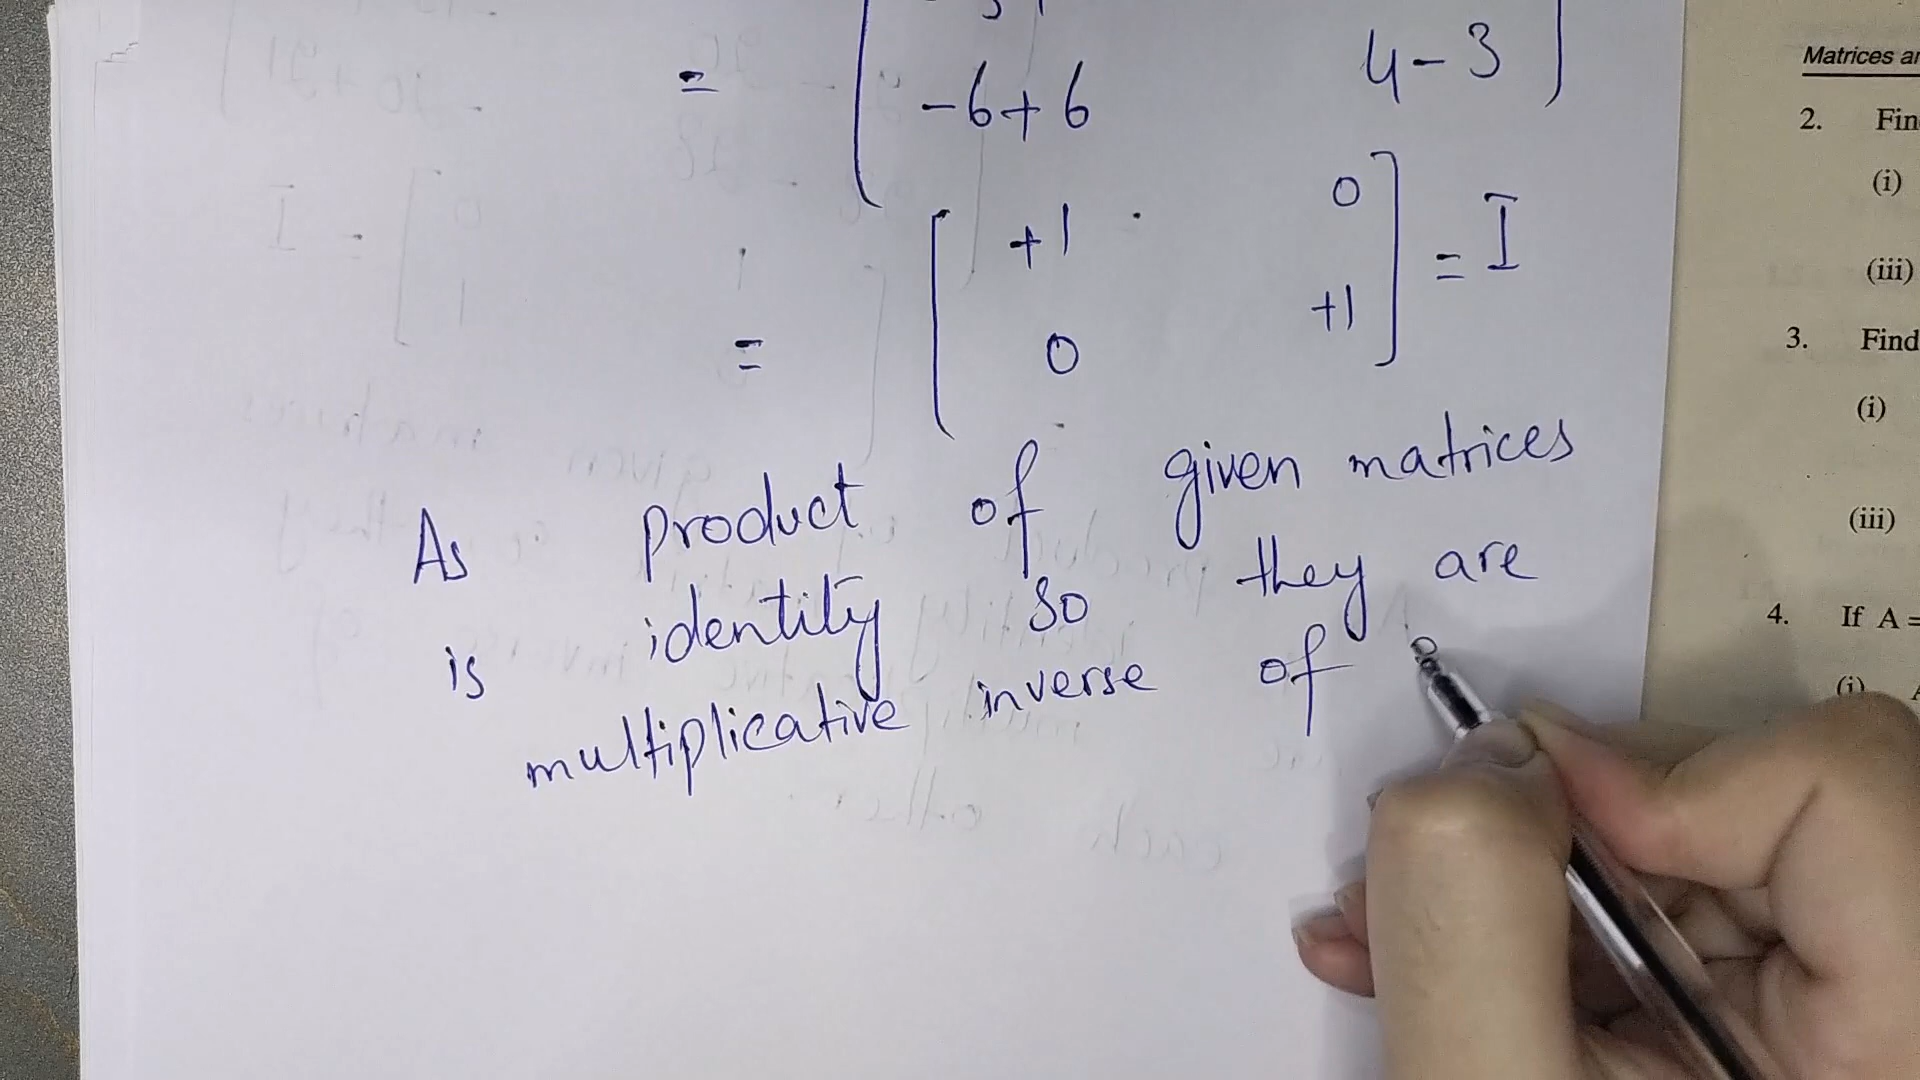 = -6+6 4-3
+1 0
= 0 +1 = I
As product of given matrices
is identity so they are
multiplicative inverse of
Matrices
2. Fin
(i)
(iii)
3. Find
(i)
(iii)
4. If A =
(i)